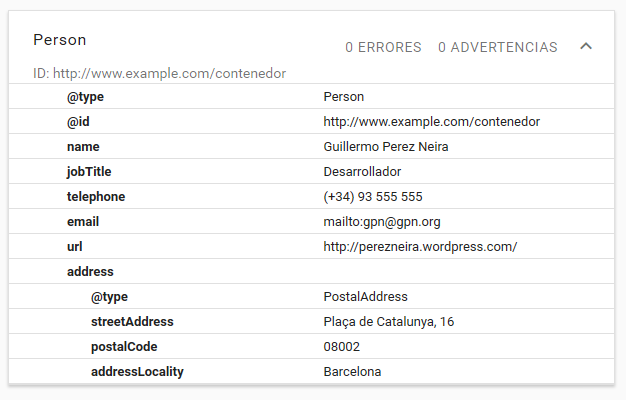 Person
0 ERRORES 0 ADVERTENCIAS
ID: http://www.example.com/contenedor
@type Person
@id http://www.example.com/contenedor
name Guillermo Perez Neira
jobTitle Desarrollador
telephone (+34) 93 555 555
email mailto:gpn@gpn.org
url http://perezneira.wordpress.com/
address
@type PostalAddress
streetAddress Plaça de Catalunya, 16
postalCode 08002
addressLocality Barcelona